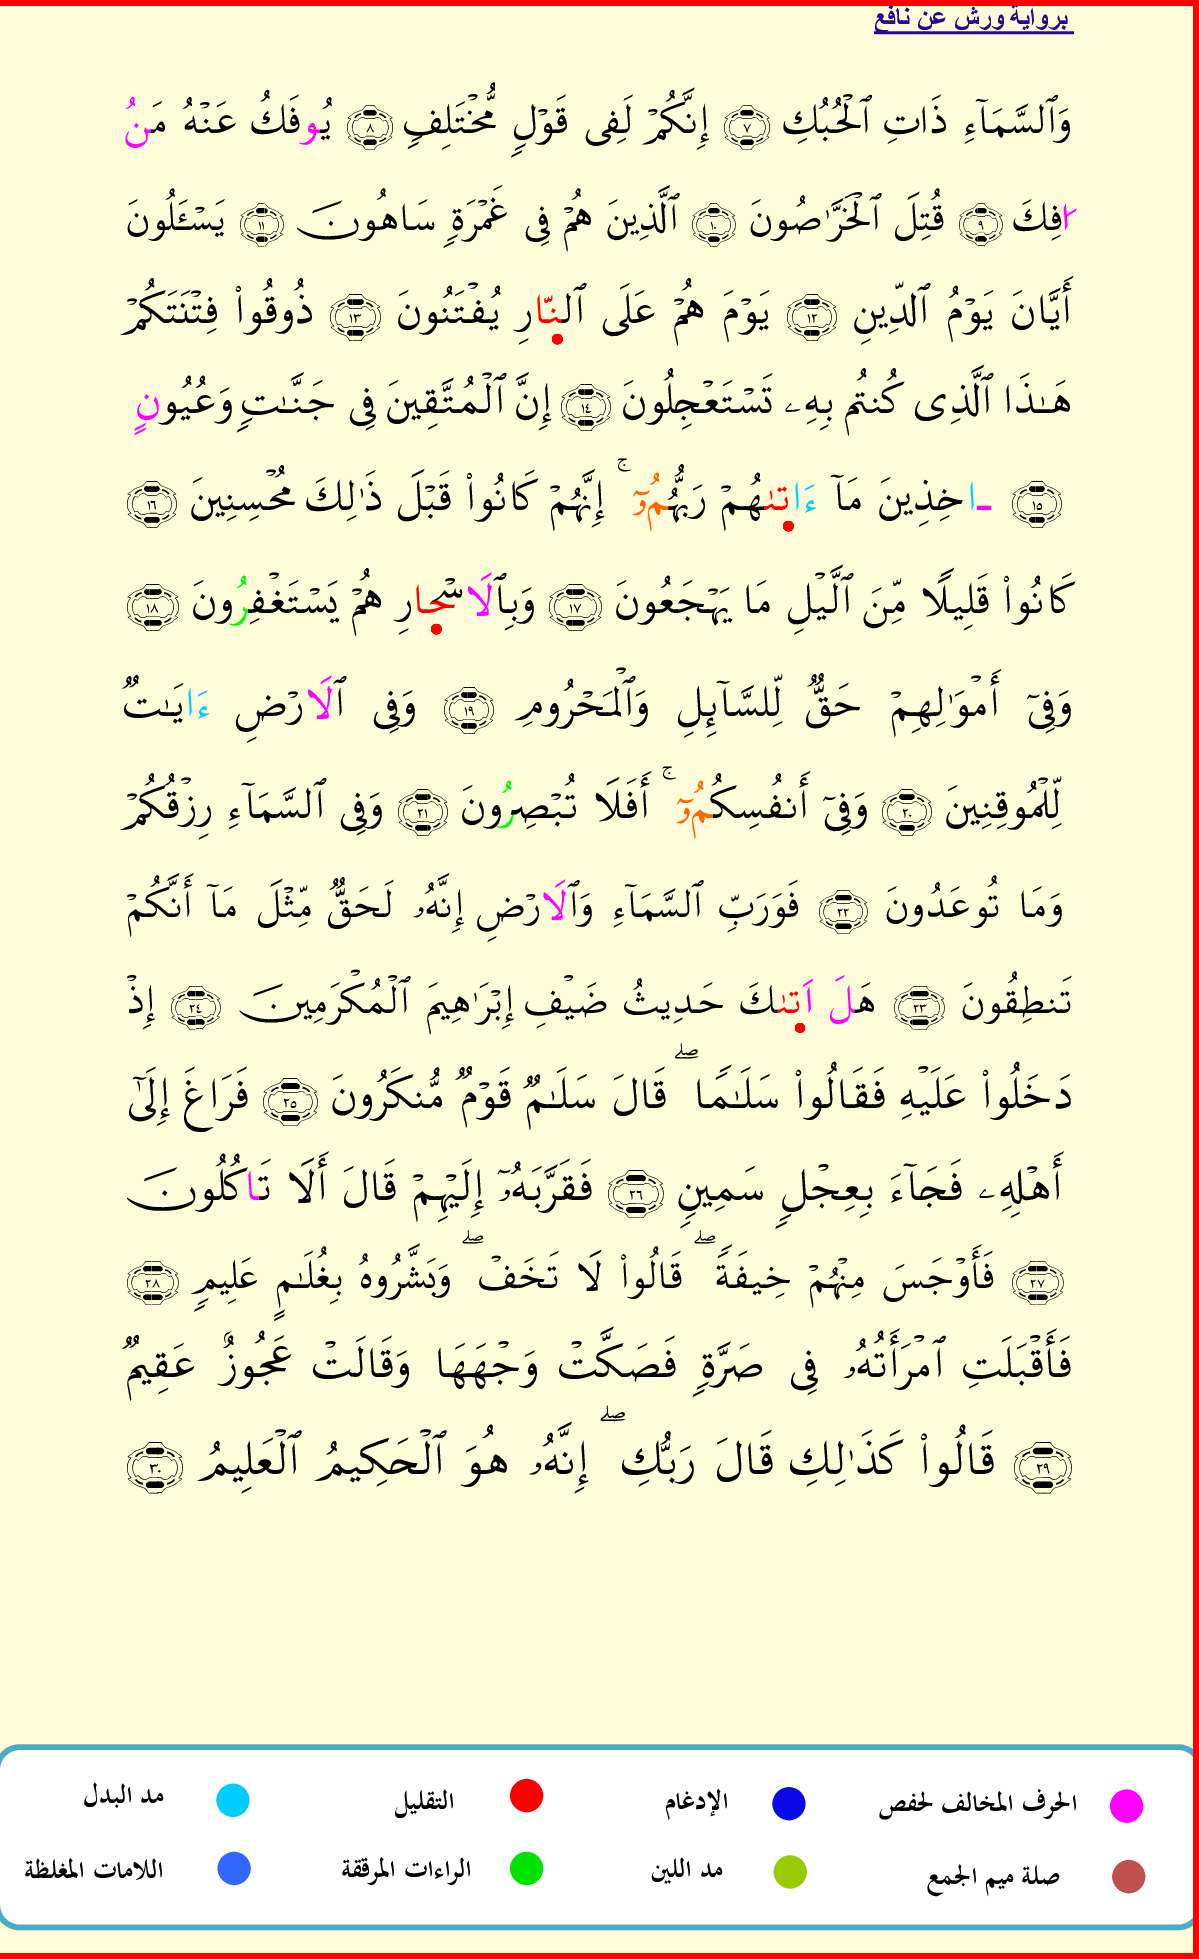 برواية ورش عن نافع
وَٱلسَّمَآءِ ذَاتِ ٱلْحُبُكِ ٧ إِنَّكُمْ لَفِى قَوْلٍ مُّخْتَلِفٍ ٨ يُوفَكُ عَنْهُ مَنُ
ا۟فِكَ ٩ قُتِلَ ٱلْخَرَّٰصُونَ ١٠ ٱلَّذِينَ هُمْ فِى غَمْرَةٍ سَاهُونَ ١١ يَسْـَٔلُونَ
أَيَّانَ يَوْمُ ٱلدِّينِ ١٢ يَوْمَ هُمْ عَلَى ٱلنّ۪ارِ يُفْتَنُونَ ١٣ ذُوقُوا۟ فِتْنَتَكُمْ
هَـٰذَا ٱلَّذِى كُنتُم بِهِۦ تَسْتَعْجِلُونَ ١٤ إِنَّ ٱلْمُتَّقِينَ فِى جَنَّـٰتٍ وَعُيُونٍ
١٥ ـاخِذِينَ مَآ ءَات۪ىٰهُمْ رَبُّهُمُۥٓ ۚ إِنَّهُمْ كَانُوا۟ قَبْلَ ذَٰلِكَ مُحْسِنِينَ ١٦
كَانُوا۟ قَلِيلًا مِّنَ ٱلَّيْلِ مَا يَهْجَعُونَ ١٧ وَبِٱلَاسْح۪ارِ هُمْ يَسْتَغْفِرُونَ ١٨
وَفِىٓ أَمْوَٰلِهِمْ حَقٌّ لِّلسَّآئِلِ وَٱلْمَحْرُومِ ١٩ وَفِى ٱلَارْضِ ءَايَـٰتٌ
لِّلْمُوقِنِينَ ٢٠ وَفِىٓ أَنفُسِكُمُۥٓ ۚ أَفَلَا تُبْصِرُونَ ٢١ وَفِى ٱلسَّمَآءِ رِزْقُكُمْ
وَمَا تُوعَدُونَ ٢٢ فَوَرَبِّ ٱلسَّمَآءِ وَٱلَارْضِ إِنَّهُۥ لَحَقٌّ مِّثْلَ مَآ أَنَّكُمْ
تَنطِقُونَ ٢٣ هَلَ اَت۪ىٰكَ حَدِيثُ ضَيْفِ إِبْرَٰهِيمَ ٱلْمُكْرَمِينَ ٢٤ إِذْ
دَخَلُوا۟ عَلَيْهِ فَقَالُوا۟ سَلَـٰمًا ۖ قَالَ سَلَـٰمٌ قَوْمٌ مُّنكَرُونَ ٢٥ فَرَاغَ إِلَىٰٓ
أَهْلِهِۦ فَجَآءَ بِعِجْلٍ سَمِينٍ ٢٦ فَقَرَّبَهُۥٓ إِلَيْهِمْ قَالَ أَلَا تَاكُلُونَ
٢٧ فَأَوْجَسَ مِنْهُمْ خِيفَةً ۖ قَالُوا۟ لَا تَخَفْ ۖ وَبَشَّرُوهُ بِغُلَـٰمٍ عَلِيمٍ ٢٨
فَأَقْبَلَتِ ٱمْرَأَتُهُۥ فِى صَرَّةٍ فَصَكَّتْ وَجْهَهَا وَقَالَتْ عَجُوزٌ عَقِيمٌ
٢٩ قَالُوا۟ كَذَٰلِكِ قَالَ رَبُّكِ ۖ إِنَّهُۥ هُوَ ٱلْحَكِيمُ ٱلْعَلِيمُ ٣٠
الحرف المخالف لحفص الإدغام التقليل مد البدل
صلة ميم الجمع مد اللين الراءات المرققة اللامات المغلظة